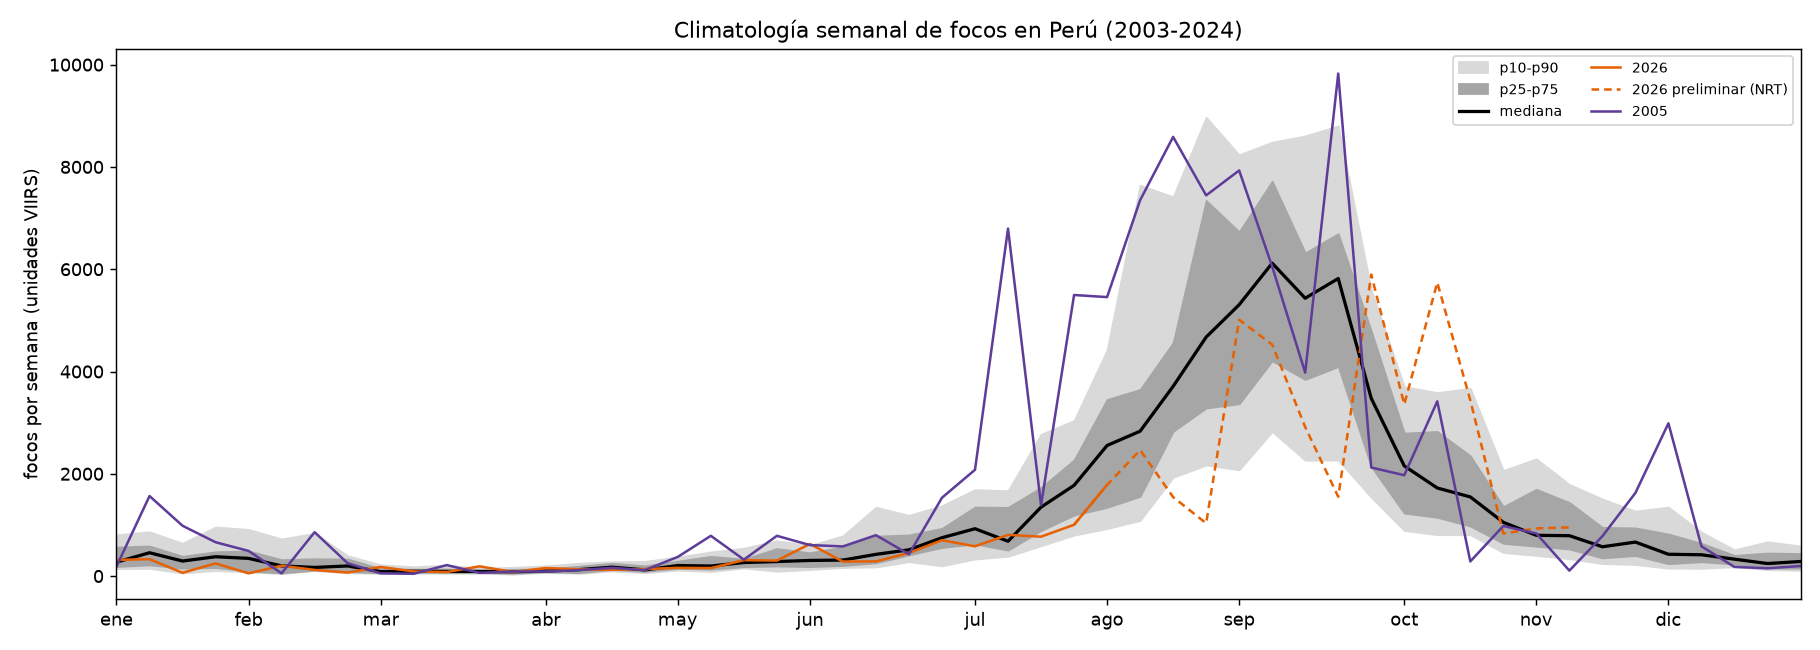 Climatología semanal de focos en Perú (2003-2024)
focos por semana (unidades VIIRS)
10000
8000
6000
4000
2000
0
p10-p90
p25-p75
mediana
2026
2026 preliminar (NRT)
2005
ene feb mar abr may jun jul ago sep oct nov dic